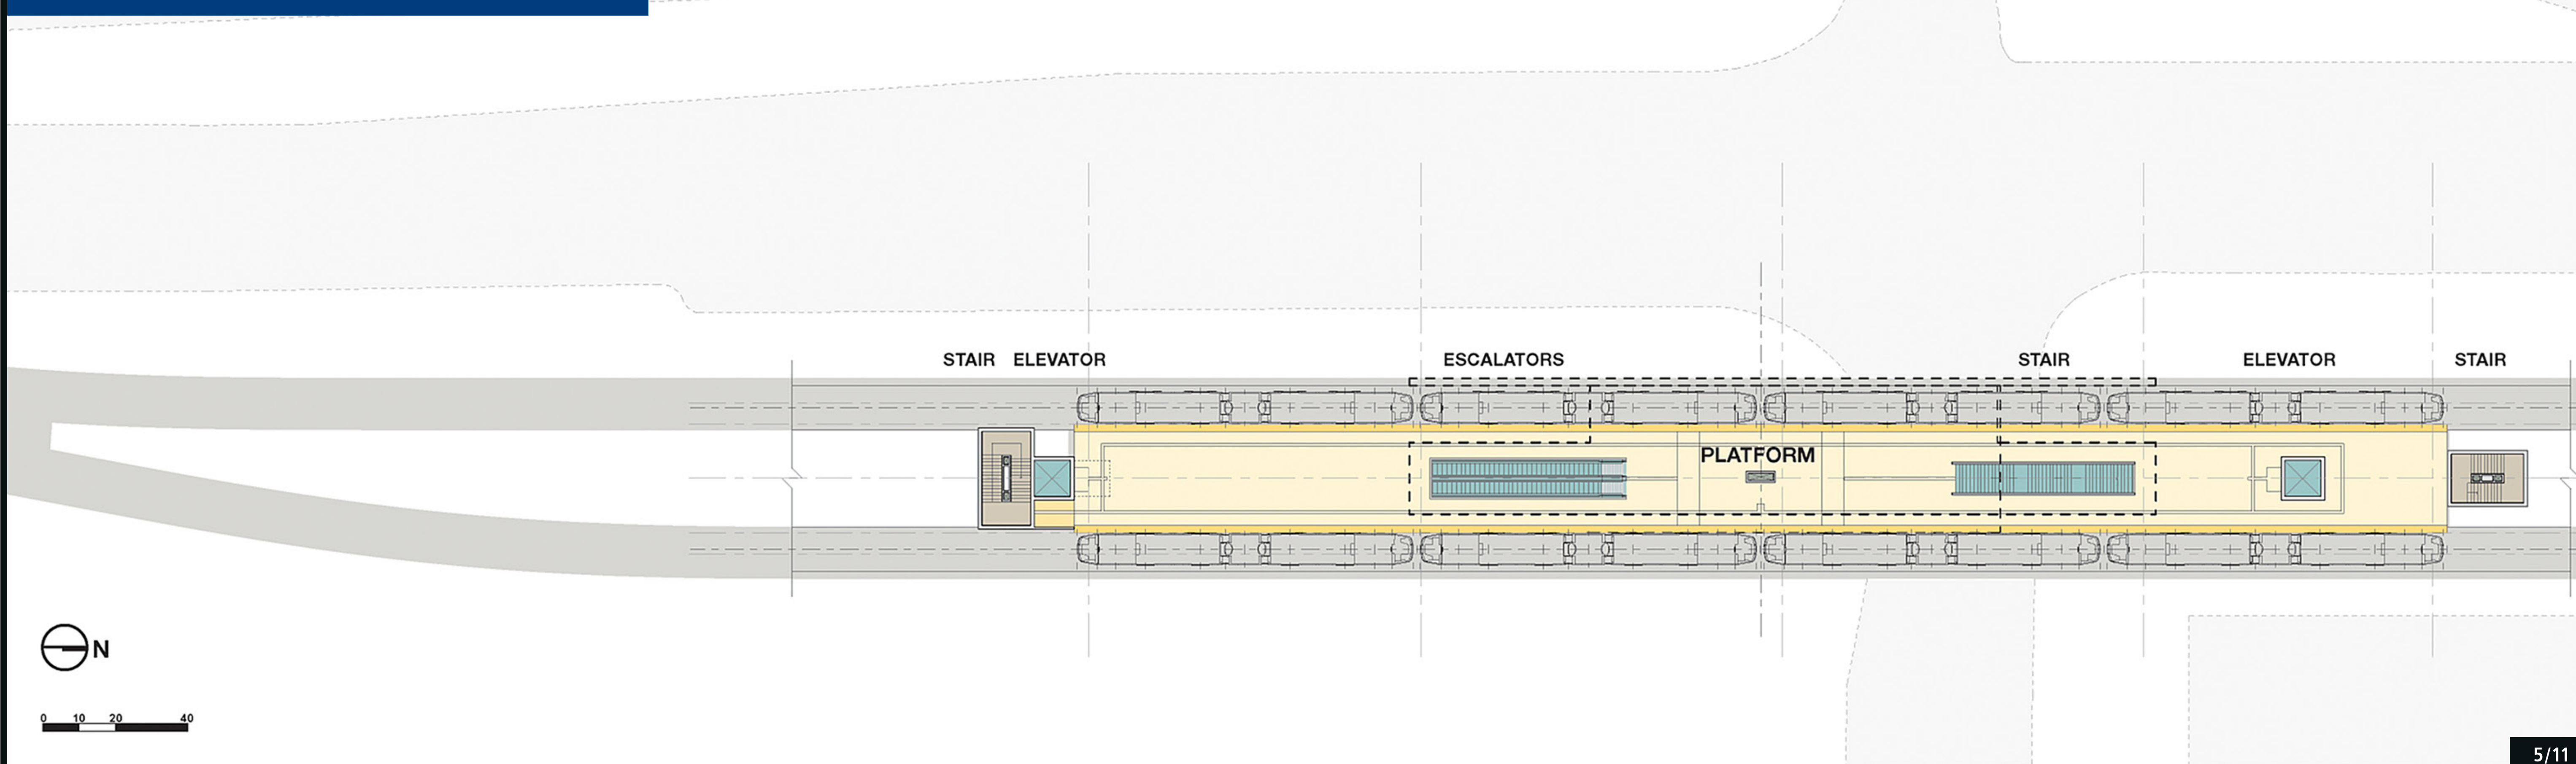 STAIR ELEVATOR ESCALATORS STAIR ELEVATOR STAIR
PLATFORM
N
0 10 20 40
5/11